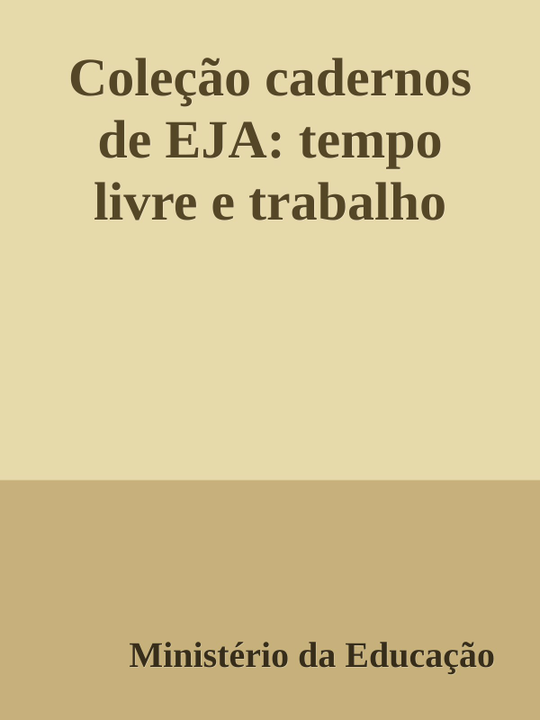 Coleção cadernos
de EJA: tempo
livre e trabalho
Ministério da Educação